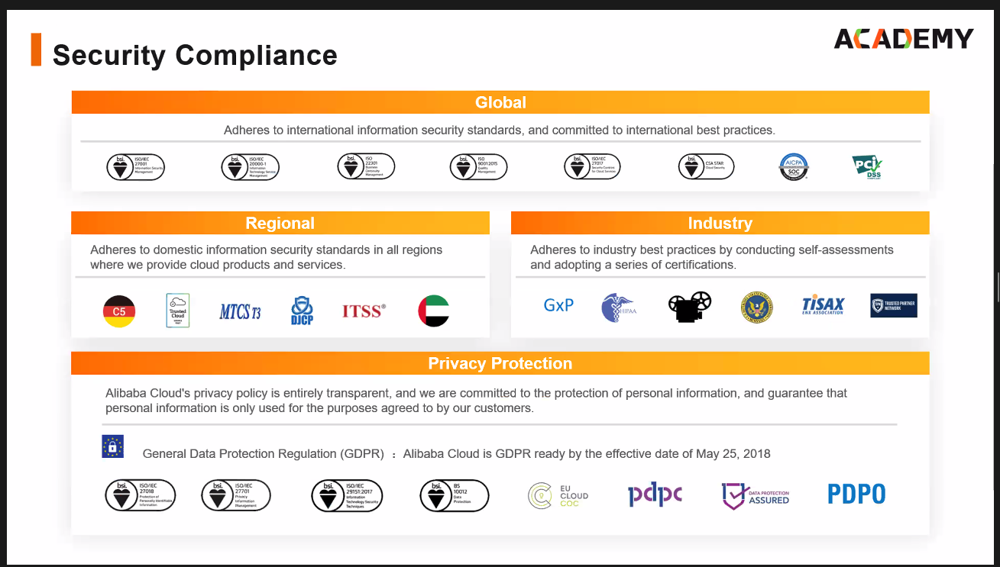 ACADEMY
Security Compliance
Global
Adheres to international information security standards, and committed to international best practices.
bsi. ISO/IEC
27001
Information Security
Management
bsi. ISO/IEC
20000-1
Information
Technology Service
Management
bsi. ISO
22301
Business
Continuity
Management
bsi. ISO
9001:2015
Quality
Management
bsi. ISO/IEC
27017
Security Controls
for Cloud Services
bsi. CSA STAR
Cloud Security
AICPA
SOC
PCI
DSS
COMPLIANT
Regional
Adheres to domestic information security standards in all regions
where we provide cloud products and services.
C5
Trusted
Cloud
MTCS T3
DJCP
ITSS®
Industry
Adheres to industry best practices by conducting self-assessments
and adopting a series of certifications.
GxP
HIPAA
TISAX
ENX ASSOCIATION
TPN
TRUSTED PARTNER
NETWORK
Privacy Protection
Alibaba Cloud's privacy policy is entirely transparent, and we are committed to the protection of personal information, and guarantee that
personal information is only used for the purposes agreed to by our customers.
General Data Protection Regulation (GDPR) : Alibaba Cloud is GDPR ready by the effective date of May 25, 2018
bsi. ISO/IEC
27018
Protection of
Personally Identifiable
Information
bsi. ISO/IEC
27701
Privacy
Information
Management
bsi. ISO/IEC
29151:2017
Information
Technology Security
Techniques
bsi. BS
10012
Data
Protection
EU
CLOUD
COC
pdpc
DATA PROTECTION
ASSURED
PDPO